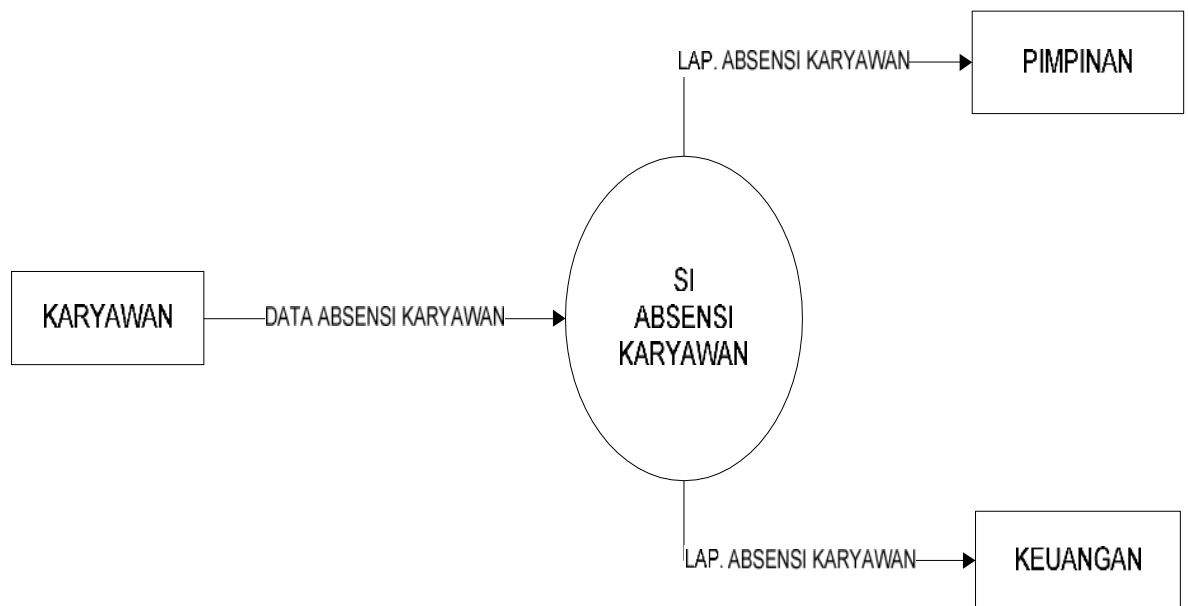 LAP. ABSENSI KARYAWAN
PIMPINAN
KARYAWAN
DATA ABSENSI KARYAWAN
SI
ABSENSI
KARYAWAN
LAP. ABSENSI KARYAWAN
KEUANGAN